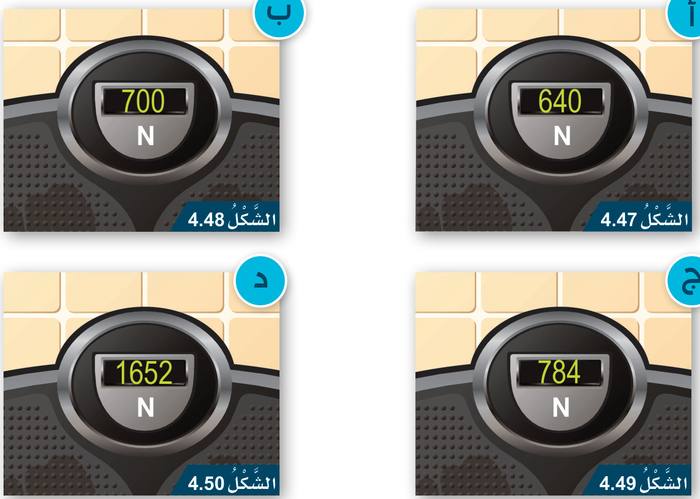 أ
640
N
الشَّكْلُ 4.47
ب
700
N
الشَّكْلُ 4.48
ج
784
N
الشَّكْلُ 4.49
د
1652
N
الشَّكْلُ 4.50